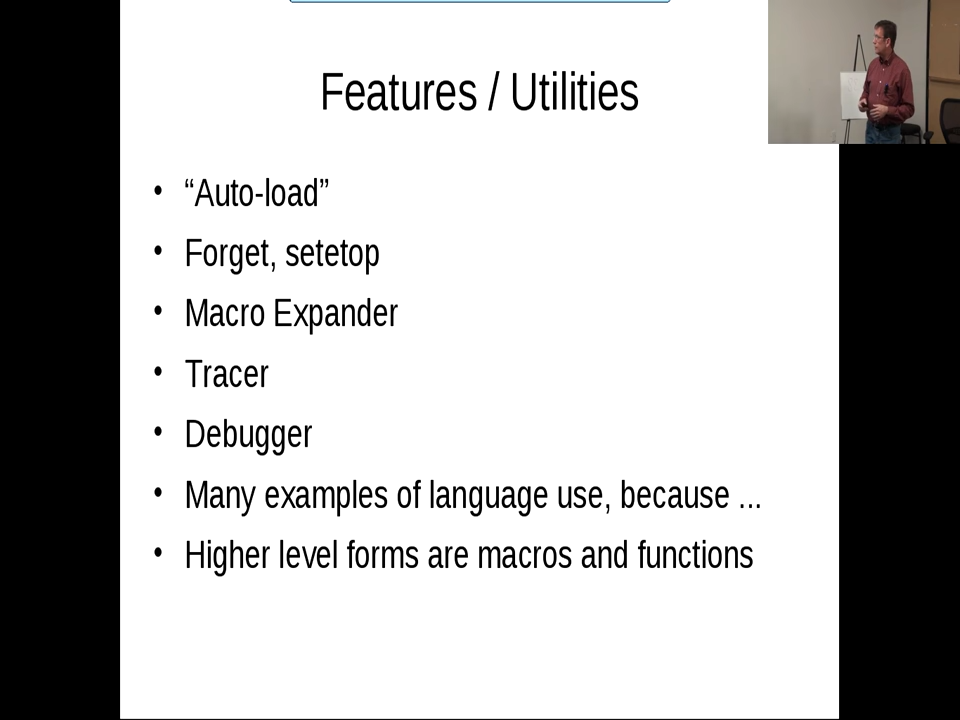 Features / Utilities
• “Auto-load”
• Forget, setetop
• Macro Expander
• Tracer
• Debugger
• Many examples of language use, because ...
• Higher level forms are macros and functions